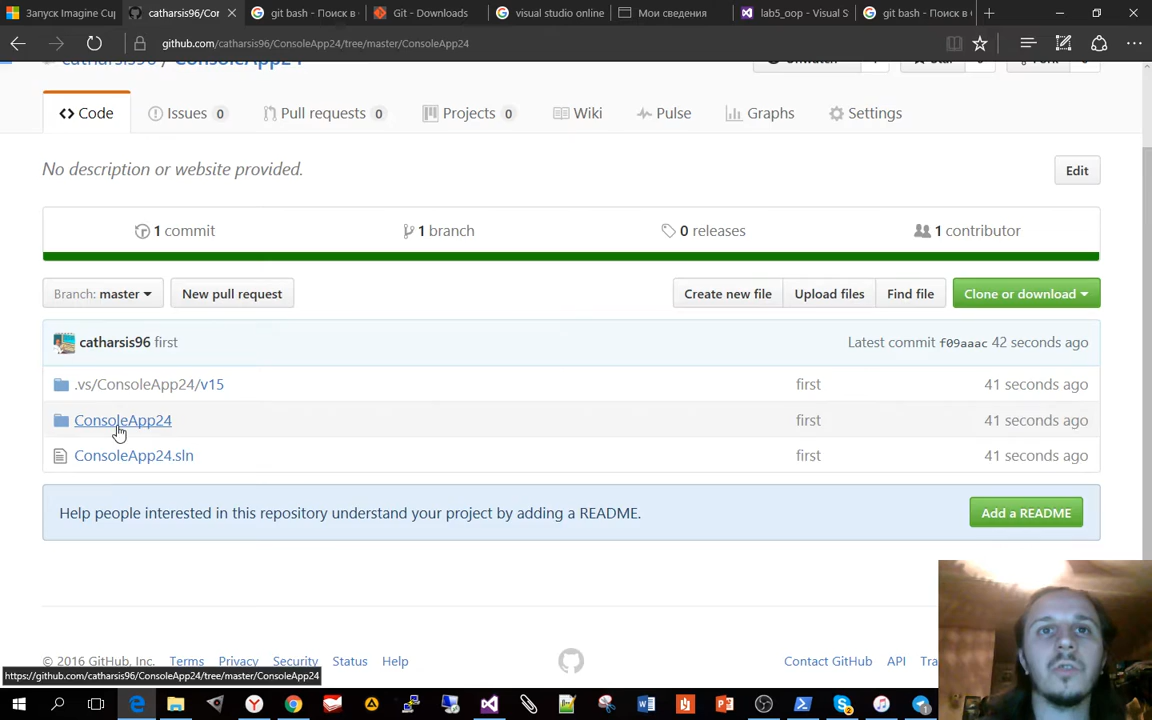 Запуск Imagine Cup
catharsis96/Cor
git bash - Поиск в
Git - Downloads
visual studio online
Мои сведения
lab5_oop - Visual S
git bash - Поиск в
github.com/catharsis96/ConsoleApp24/tree/master/ConsoleApp24
catharsis96 / ConsoleApp24
Unwatch Star Fork
Code Issues 0 Pull requests 0 Projects 0 Wiki Pulse Graphs Settings
No description or website provided. Edit
1 commit 1 branch 0 releases 1 contributor
Branch: master New pull request Create new file Upload files Find file Clone or download
catharsis96 first Latest commit f09aaac 42 seconds ago
.vs/ConsoleApp24/v15 first 41 seconds ago
ConsoleApp24 first 41 seconds ago
ConsoleApp24.sln first 41 seconds ago
Help people interested in this repository understand your project by adding a README. Add a README
© 2016 GitHub, Inc. Terms Privacy Security Status Help Contact GitHub API Tra
https://github.com/catharsis96/ConsoleApp24/tree/master/ConsoleApp24